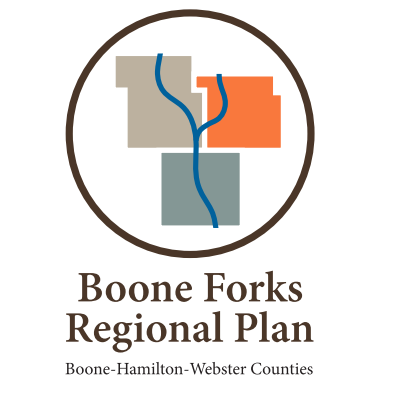 Boone Forks
Regional Plan
Boone-Hamilton-Webster Counties